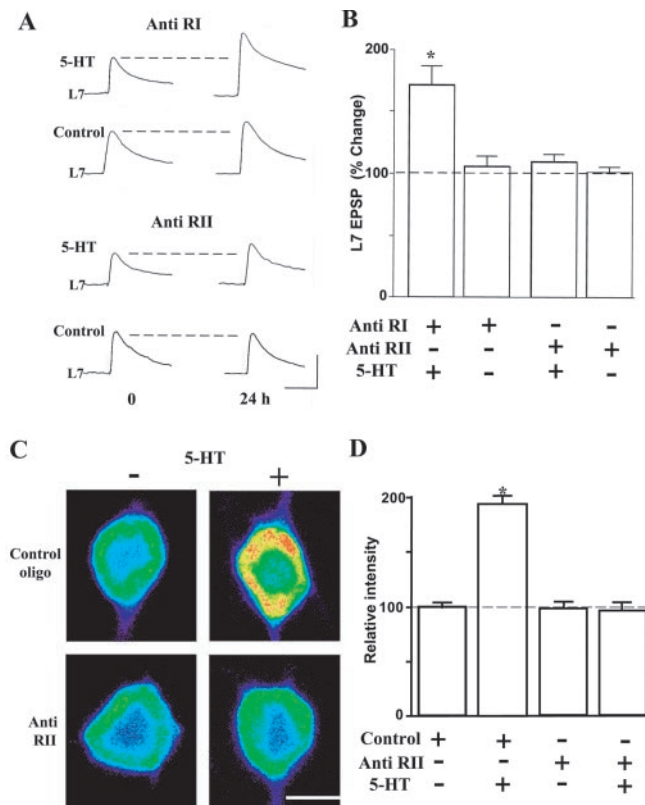 A
Anti RI
5-HT
L7
Control
L7
Anti RII
5-HT
L7
Control
L7
0 24 h
B
200
*
100
0
L7 EPSP (% Change)
Anti RI + + - -
Anti RII - - + +
5-HT + - + -
C
5-HT
- +
Control
oligo
Anti
RII
D
200
*
100
0
Relative intensity
Control + + - -
Anti RII - - + +
5-HT - + - +